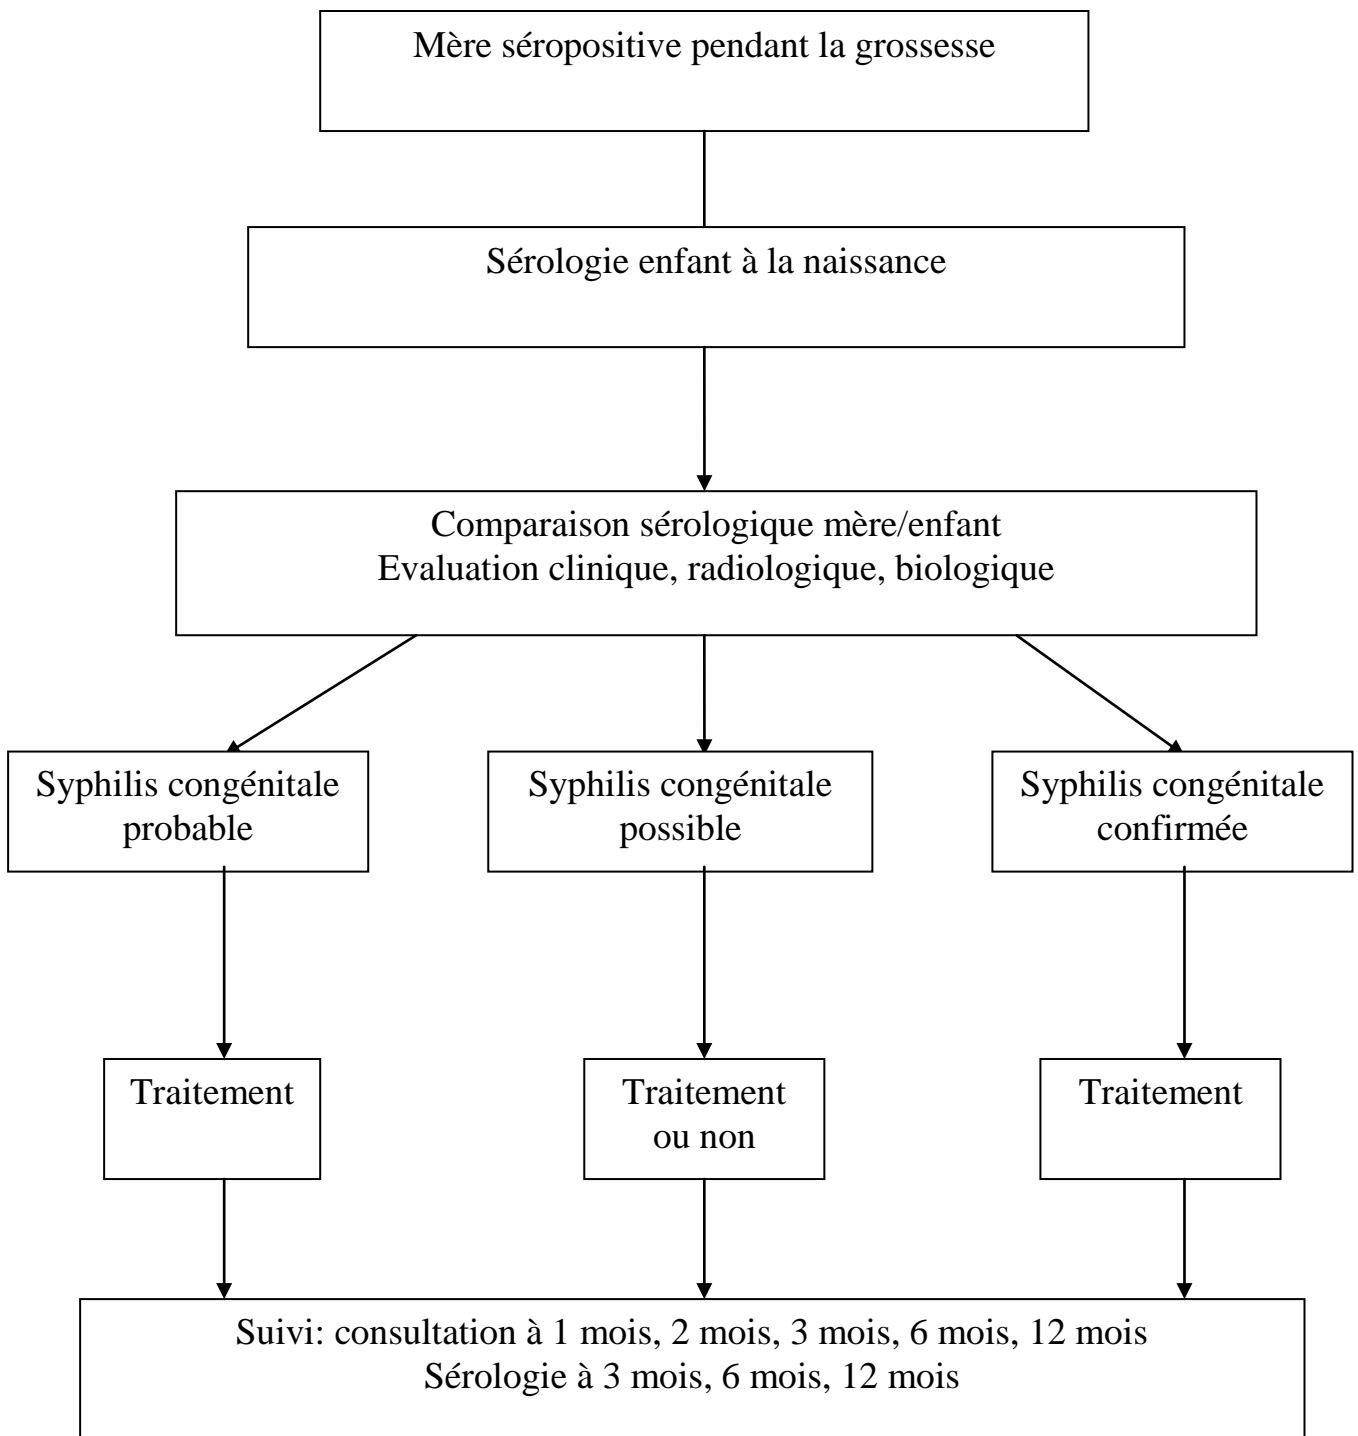 Mère séropositive pendant la grossesse
Sérologie enfant à la naissance
Comparaison sérologique mère/enfant
Evaluation clinique, radiologique, biologique
Syphilis congénitale
probable
Syphilis congénitale
possible
Syphilis congénitale
confirmée
Traitement
Traitement
ou non
Traitement
Suivi: consultation à 1 mois, 2 mois, 3 mois, 6 mois, 12 mois
Sérologie à 3 mois, 6 mois, 12 mois